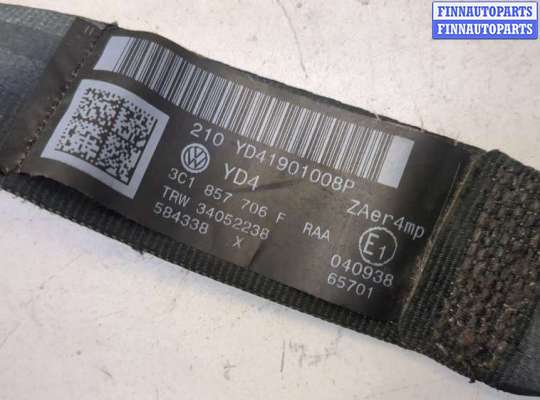 FINNAUTOPARTS
FINNAUTOPARTS
210 YD41901008P
YD4 ZAer4mp
3C1 857 706 F RAA E1
TRW 34052238 040938
584338 X 65701